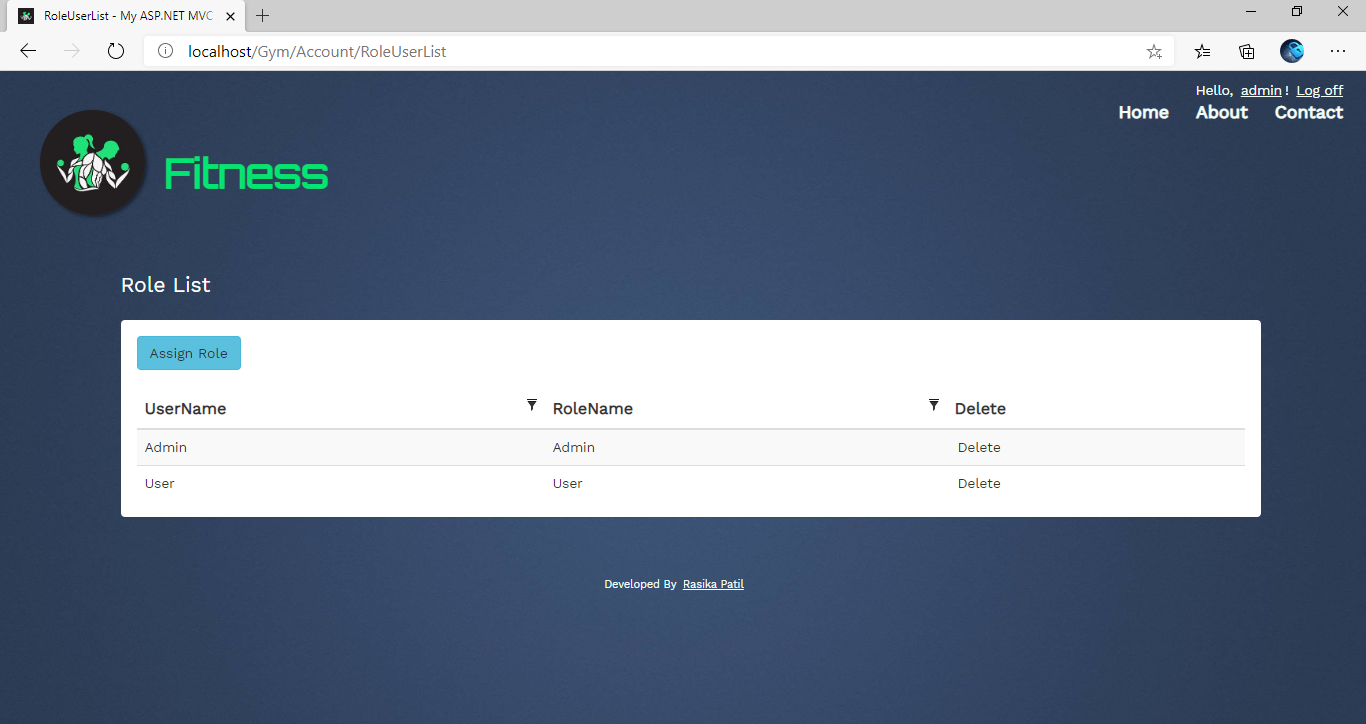 RoleUserList - My ASP.NET MVC
localhost/Gym/Account/RoleUserList
Hello, admin ! Log off
Home About Contact
Fitness
Role List
Assign Role
UserName RoleName Delete
Admin Admin Delete
User User Delete
Developed By Rasika Patil